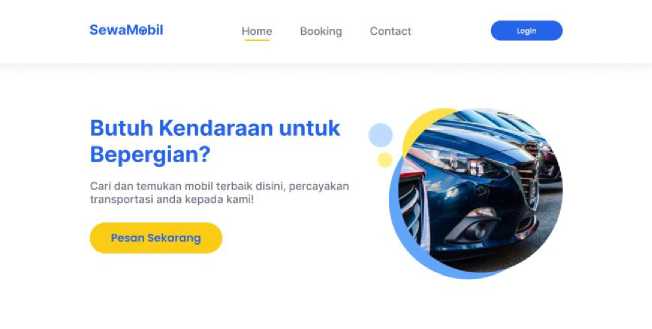 SewaMobil
Home
Booking
Contact
Login
Butuh Kendaraan untuk
Bepergian?
Cari dan temukan mobil terbaik disini, percayakan
transportasi anda kepada kami!
Pesan Sekarang